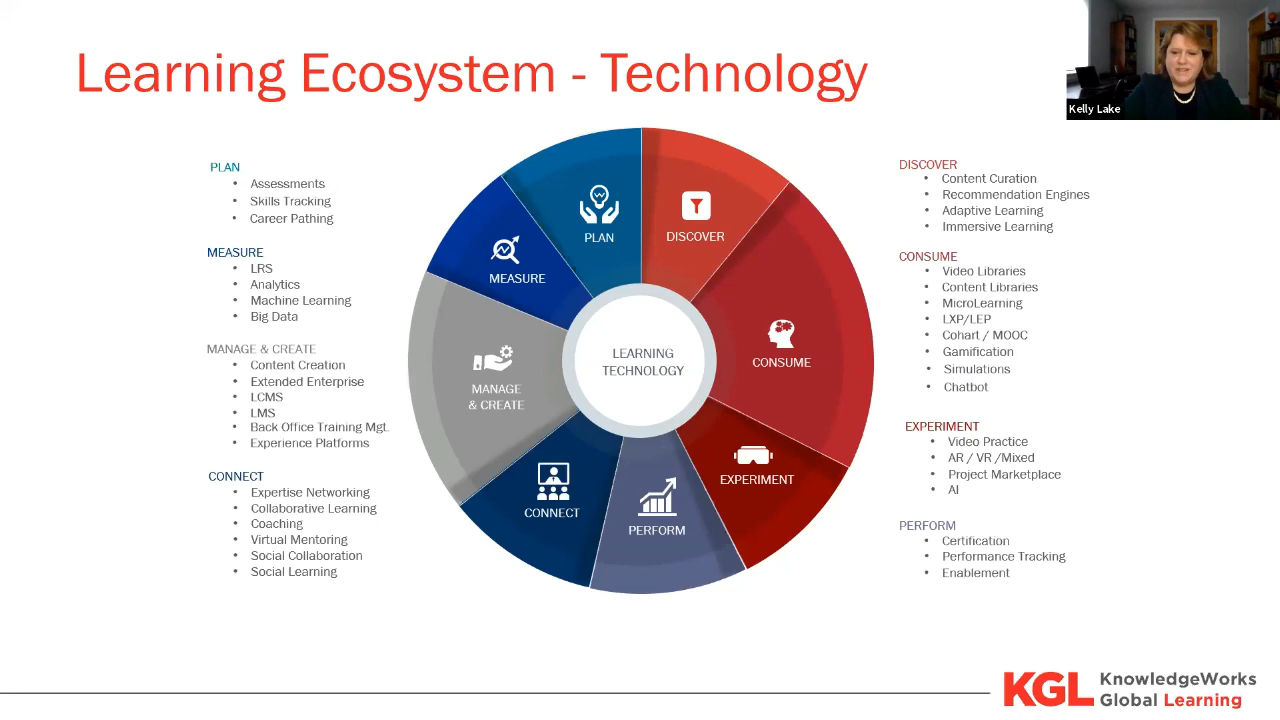 Learning Ecosystem - Technology
Kelly Lake
PLAN
• Assessments
• Skills Tracking
• Career Pathing
MEASURE
• LRS
• Analytics
• Machine Learning
• Big Data
MANAGE & CREATE
• Content Creation
• Extended Enterprise
• LCMS
• LMS
• Back Office Training Mgt.
• Experience Platforms
CONNECT
• Expertise Networking
• Collaborative Learning
• Coaching
• Virtual Mentoring
• Social Collaboration
• Social Learning
PLAN
DISCOVER
MEASURE
CONSUME
LEARNING
TECHNOLOGY
MANAGE
& CREATE
EXPERIMENT
CONNECT
PERFORM
DISCOVER
• Content Curation
• Recommendation Engines
• Adaptive Learning
• Immersive Learning
CONSUME
• Video Libraries
• Content Libraries
• MicroLearning
• LXP/LEP
• Cohart / MOOC
• Gamification
• Simulations
• Chatbot
EXPERIMENT
• Video Practice
• AR / VR /Mixed
• Project Marketplace
• AI
PERFORM
• Certification
• Performance Tracking
• Enablement
KGL KnowledgeWorks
Global Learning